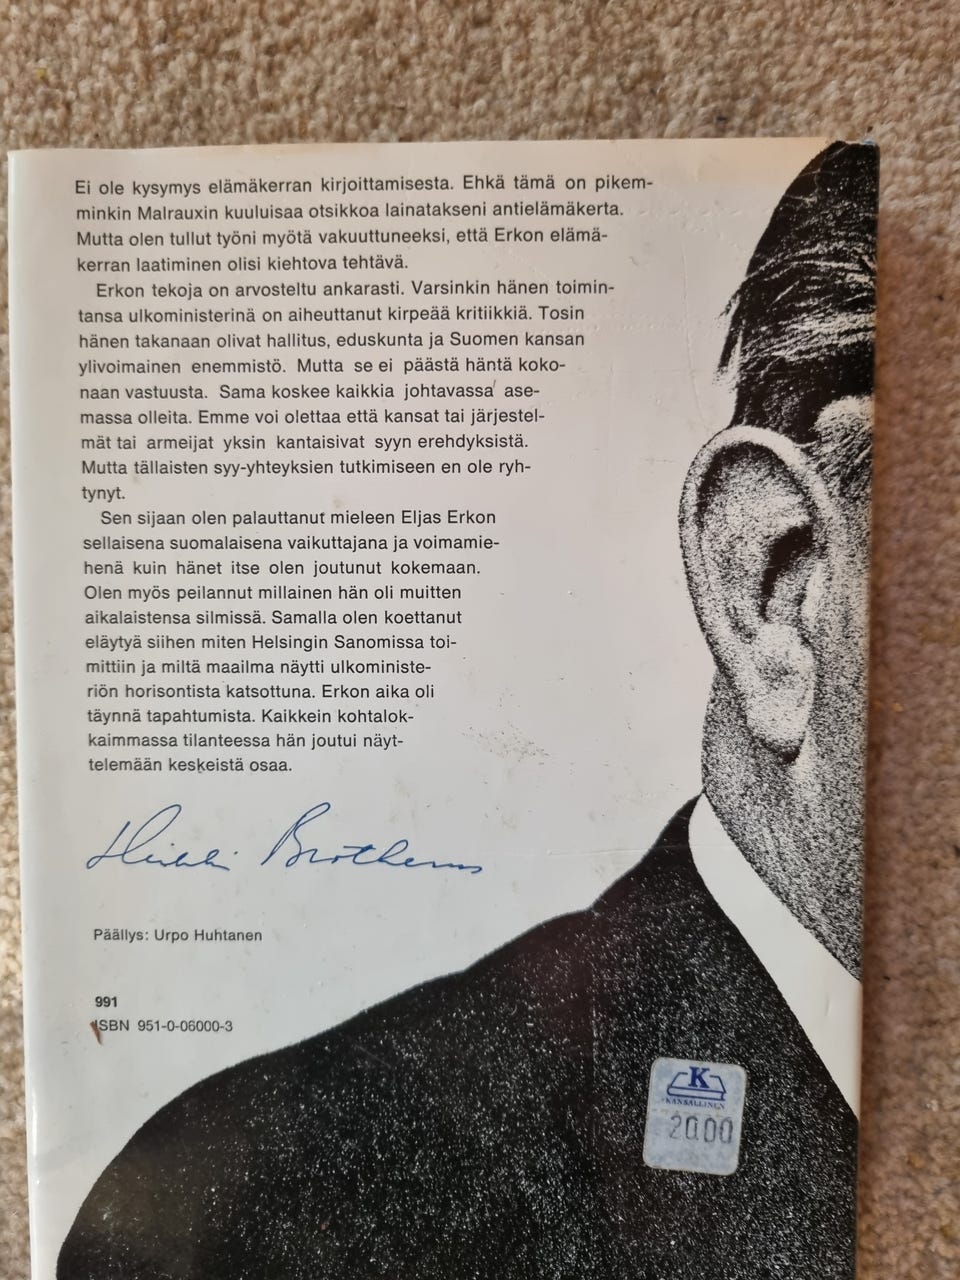 Ei ole kysymys elämäkerran kirjoittamisesta. Ehkä tämä on pikem-
minkin Malrauxin kuuluisaa otsikkoa lainatakseni antielämäkerta.
Mutta olen tullut työni myötä vakuuttuneeksi, että Erkon elämä-
kerran laatiminen olisi kiehtova tehtävä.
Erkon tekoja on arvosteltu ankarasti. Varsinkin hänen toimin-
tansa ulkoministerinä on aiheuttanut kirpeää kritiikkiä. Tosin
hänen takanaan olivat hallitus, eduskunta ja Suomen kansan
ylivoimainen enemmistö. Mutta se ei päästä häntä koko-
naan vastuusta. Sama koskee kaikkia johtavassa ase-
massa olleita. Emme voi olettaa että kansat tai järjestel-
mät tai armeijat yksin kantaisivat syyn erehdyksistä.
Mutta tällaisten syy-yhteyksien tutkimiseen en ole ryh-
tynyt.
Sen sijaan olen palauttanut mieleen Eljas Erkon
sellaisena suomalaisena vaikuttajana ja voimamie-
henä kuin hänet itse olen joutunut kokemaan.
Olen myös peilannut millainen hän oli muitten
aikalaistensa silmissä. Samalla olen koettanut
eläytyä siihen miten Helsingin Sanomissa toi-
mittiin ja miltä maailma näytti ulkoministe-
riön horisontista katsottuna. Erkon aika oli
täynnä tapahtumista. Kaikkein kohtalok-
kaimmassa tilanteessa hän joutui näyt-
telemään keskeistä osaa.
Heikki Brotherus
Päällys: Urpo Huhtanen
991
ISBN 951-0-06000-3
K
KANSALLINEN
20.00